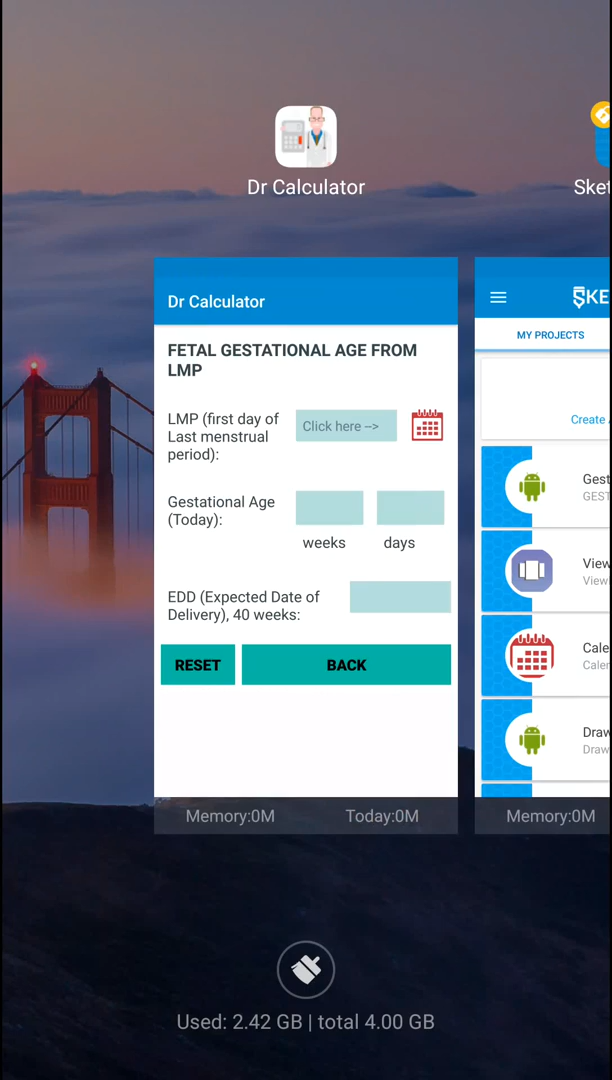 Dr Calculator
Sket
Dr Calculator
FETAL GESTATIONAL AGE FROM
LMP
LMP (first day of
Last menstrual
period):
Click here -->
Gestational Age
(Today):
weeks
days
EDD (Expected Date of
Delivery), 40 weeks:
RESET
BACK
Memory:0M
Today:0M
SKE
MY PROJECTS
Create
Gest
GEST
View
View
Cale
Calen
Draw
Draw
Memory:0M
Used: 2.42 GB | total 4.00 GB